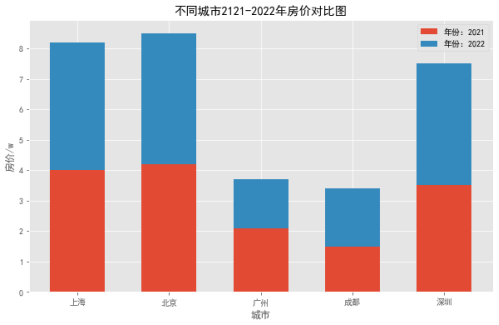 不同城市2121-2022年房价对比图
年份：2021
年份：2022
房价/w
8
7
6
5
4
3
2
1
0
上海 北京 广州 成都 深圳
城市